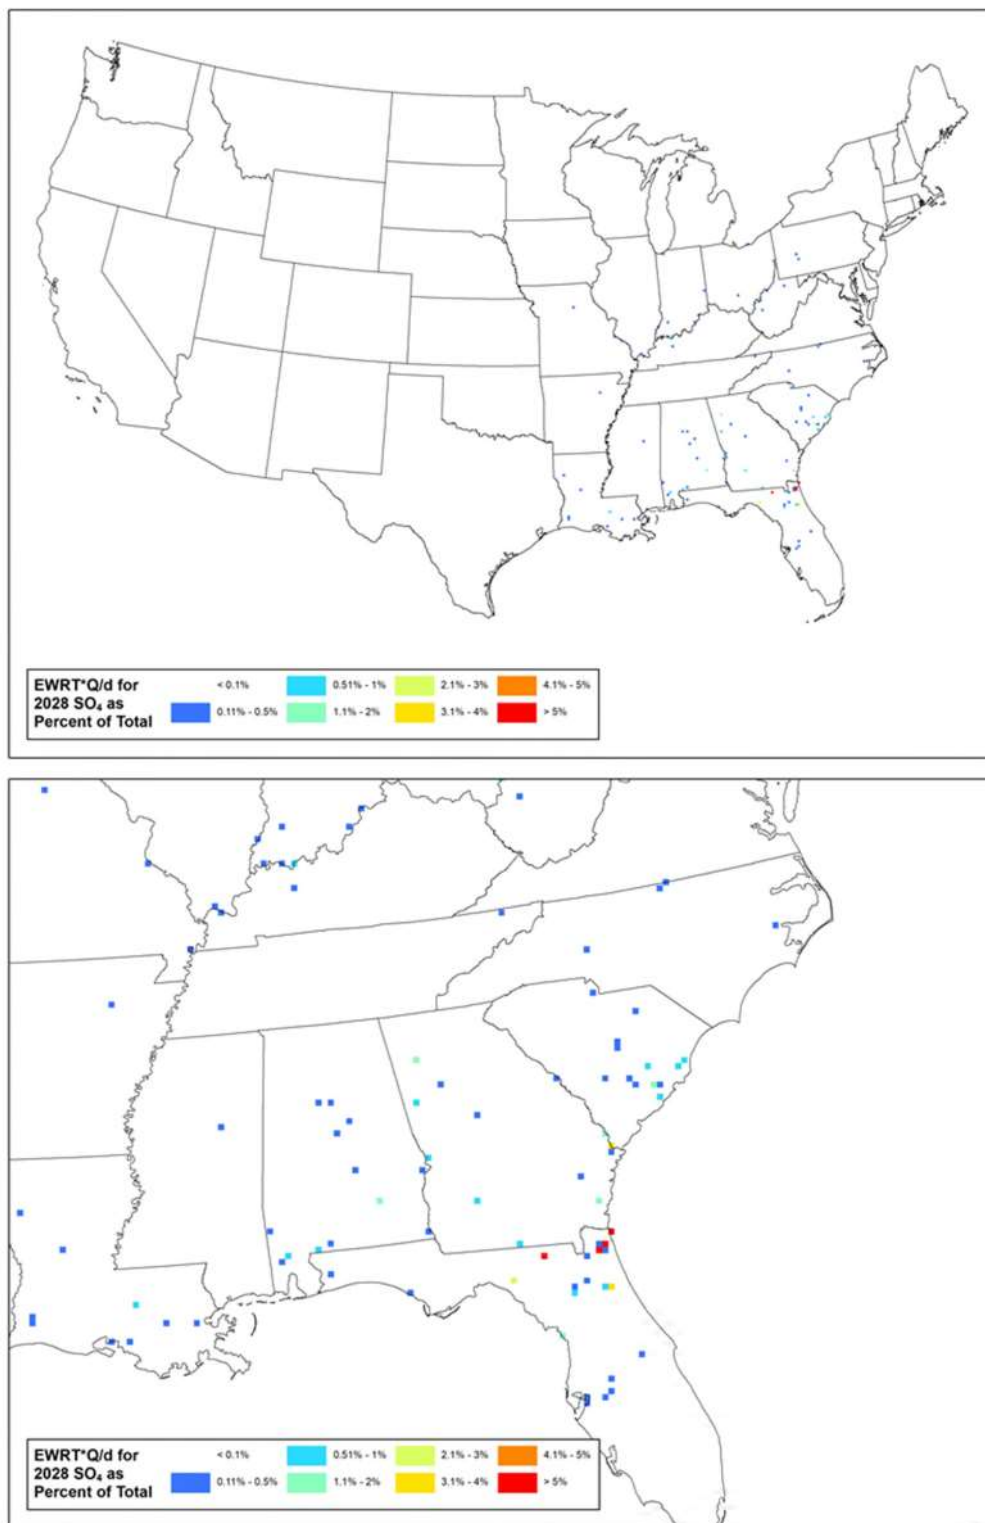 EWRT*Q/d for
2028 SO₄ as
Percent of Total
< 0.1% 0.51% - 1% 2.1% - 3% 4.1% - 5%
0.11% - 0.5% 1.1% - 2% 3.1% - 4% > 5%
EWRT*Q/d for
2028 SO₄ as
Percent of Total
< 0.1% 0.51% - 1% 2.1% - 3% 4.1% - 5%
0.11% - 0.5% 1.1% - 2% 3.1% - 4% > 5%